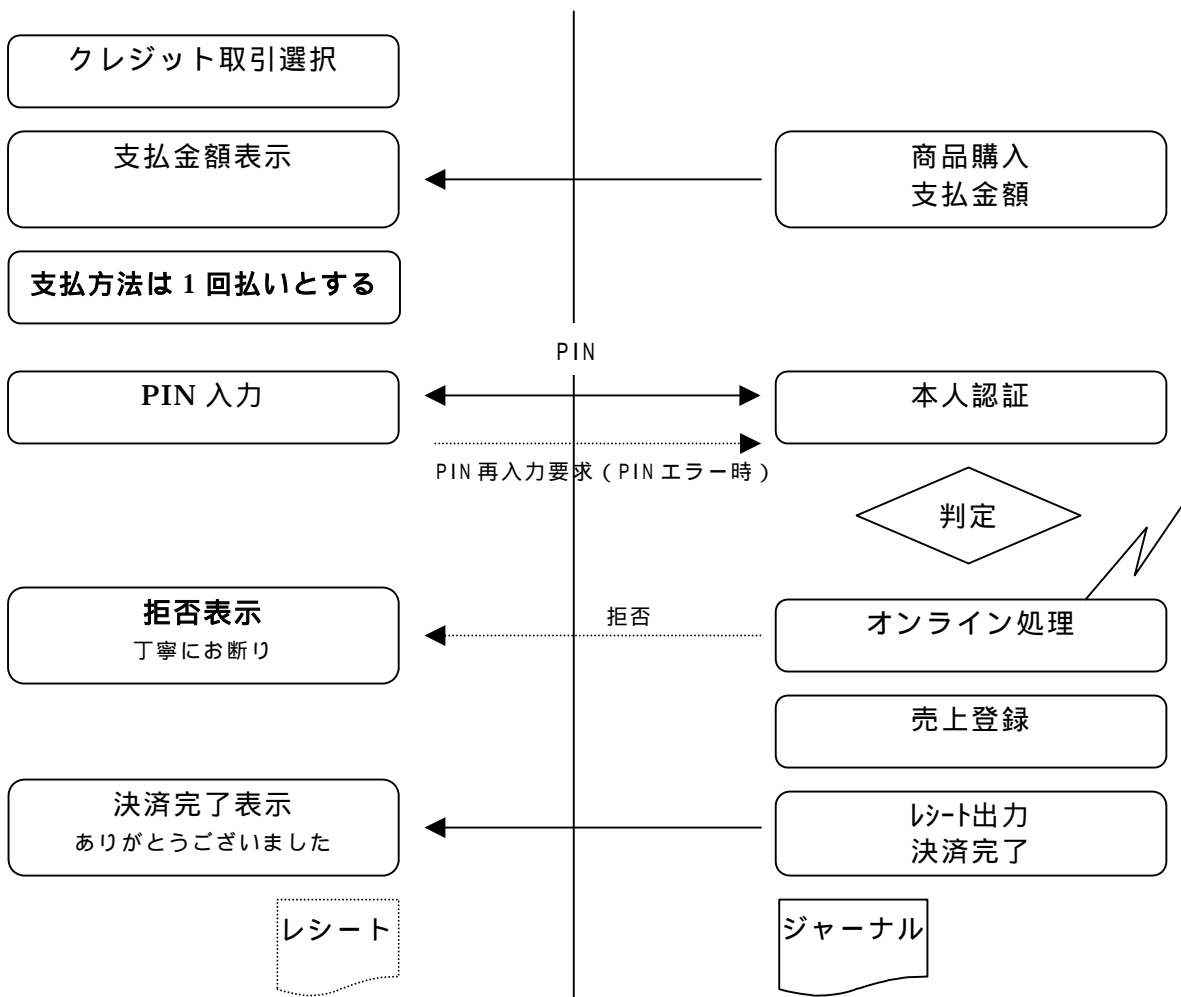 クレジット取引選択
支払金額表示
商品購入
支払金額
支払方法は1回払いとする
PIN
PIN 入力
本人認証
PIN再入力要求(PINエラー時)
判定
拒否表示
丁寧にお断り
拒否
オンライン処理
売上登録
決済完了表示
ありがとうございました
ﾚｼｰﾄ出力
決済完了
レシート
ジャーナル